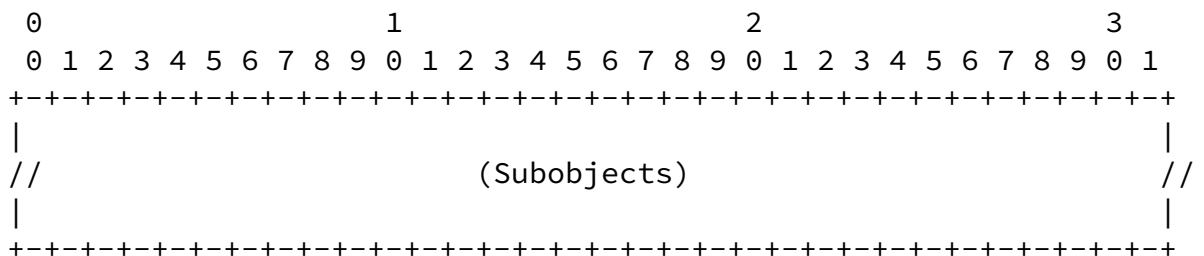 0                   1                   2                   3
 0 1 2 3 4 5 6 7 8 9 0 1 2 3 4 5 6 7 8 9 0 1 2 3 4 5 6 7 8 9 0 1
+-+-+-+-+-+-+-+-+-+-+-+-+-+-+-+-+-+-+-+-+-+-+-+-+-+-+-+-+-+-+-+-+
|                                                               |
//                        (Subobjects)                          //
|                                                               |
+-+-+-+-+-+-+-+-+-+-+-+-+-+-+-+-+-+-+-+-+-+-+-+-+-+-+-+-+-+-+-+-+